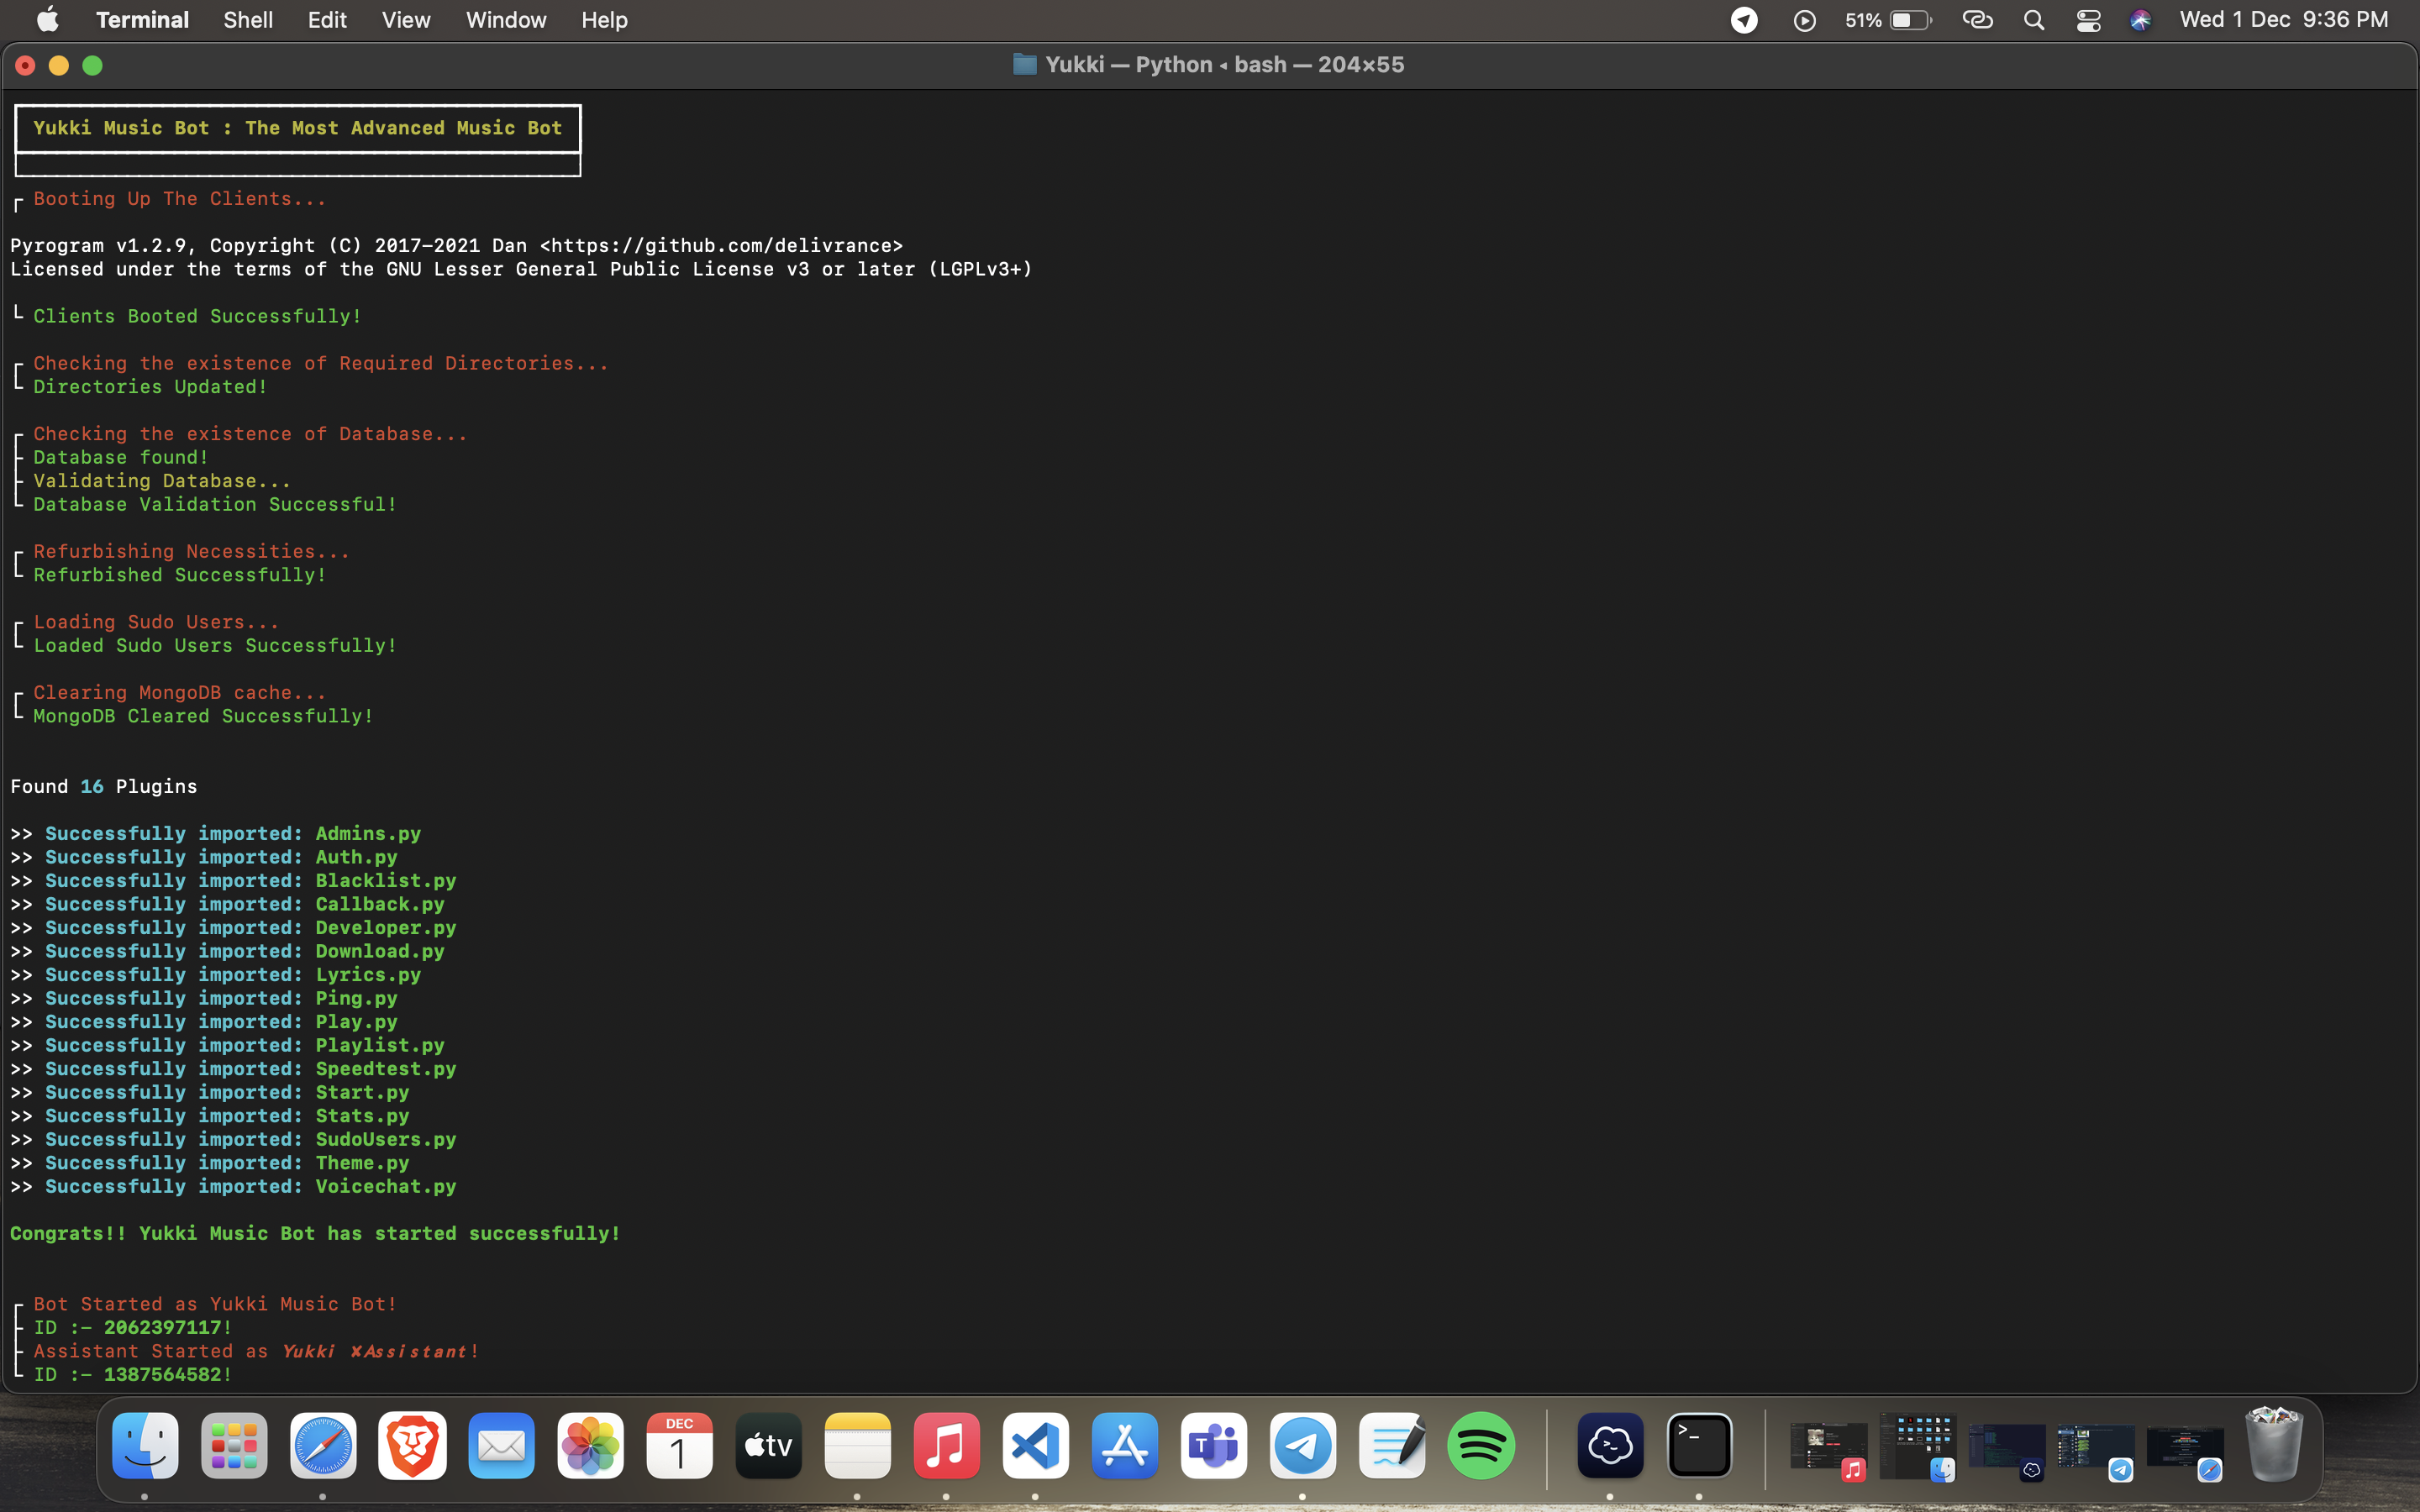 Terminal Shell Edit View Window Help 51% Wed 1 Dec 9:36 PM
Yukki — Python ◂ bash — 204×55
Yukki Music Bot : The Most Advanced Music Bot
Booting Up The Clients...
Pyrogram v1.2.9, Copyright (C) 2017-2021 Dan <https://github.com/delivrance>
Licensed under the terms of the GNU Lesser General Public License v3 or later (LGPLv3+)
Clients Booted Successfully!
Checking the existence of Required Directories...
Directories Updated!
Checking the existence of Database...
Database found!
Validating Database...
Database Validation Successful!
Refurbishing Necessities...
Refurbished Successfully!
Loading Sudo Users...
Loaded Sudo Users Successfully!
Clearing MongoDB cache...
MongoDB Cleared Successfully!
Found 16 Plugins
>> Successfully imported: Admins.py
>> Successfully imported: Auth.py
>> Successfully imported: Blacklist.py
>> Successfully imported: Callback.py
>> Successfully imported: Developer.py
>> Successfully imported: Download.py
>> Successfully imported: Lyrics.py
>> Successfully imported: Ping.py
>> Successfully imported: Play.py
>> Successfully imported: Playlist.py
>> Successfully imported: Speedtest.py
>> Successfully imported: Start.py
>> Successfully imported: Stats.py
>> Successfully imported: SudoUsers.py
>> Successfully imported: Theme.py
>> Successfully imported: Voicechat.py
Congrats!! Yukki Music Bot has started successfully!
Bot Started as Yukki Music Bot!
ID :- 2062397117!
Assistant Started as Yukki ✘Assistant!
ID :- 1387564582!
DEC
1
tv
T
>_